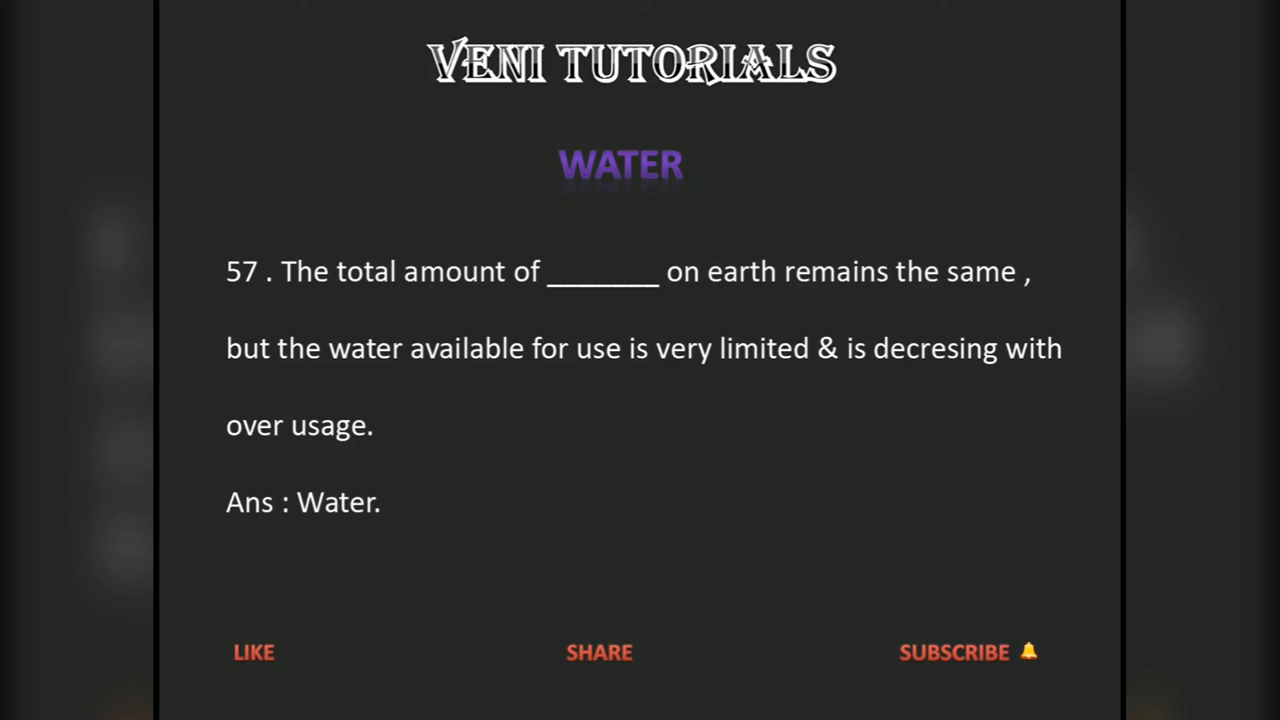 VENI TUTORIALS
WATER
57 . The total amount of _______ on earth remains the same ,
but the water available for use is very limited & is decresing with
over usage.
Ans : Water.
LIKE SHARE SUBSCRIBE 🔔